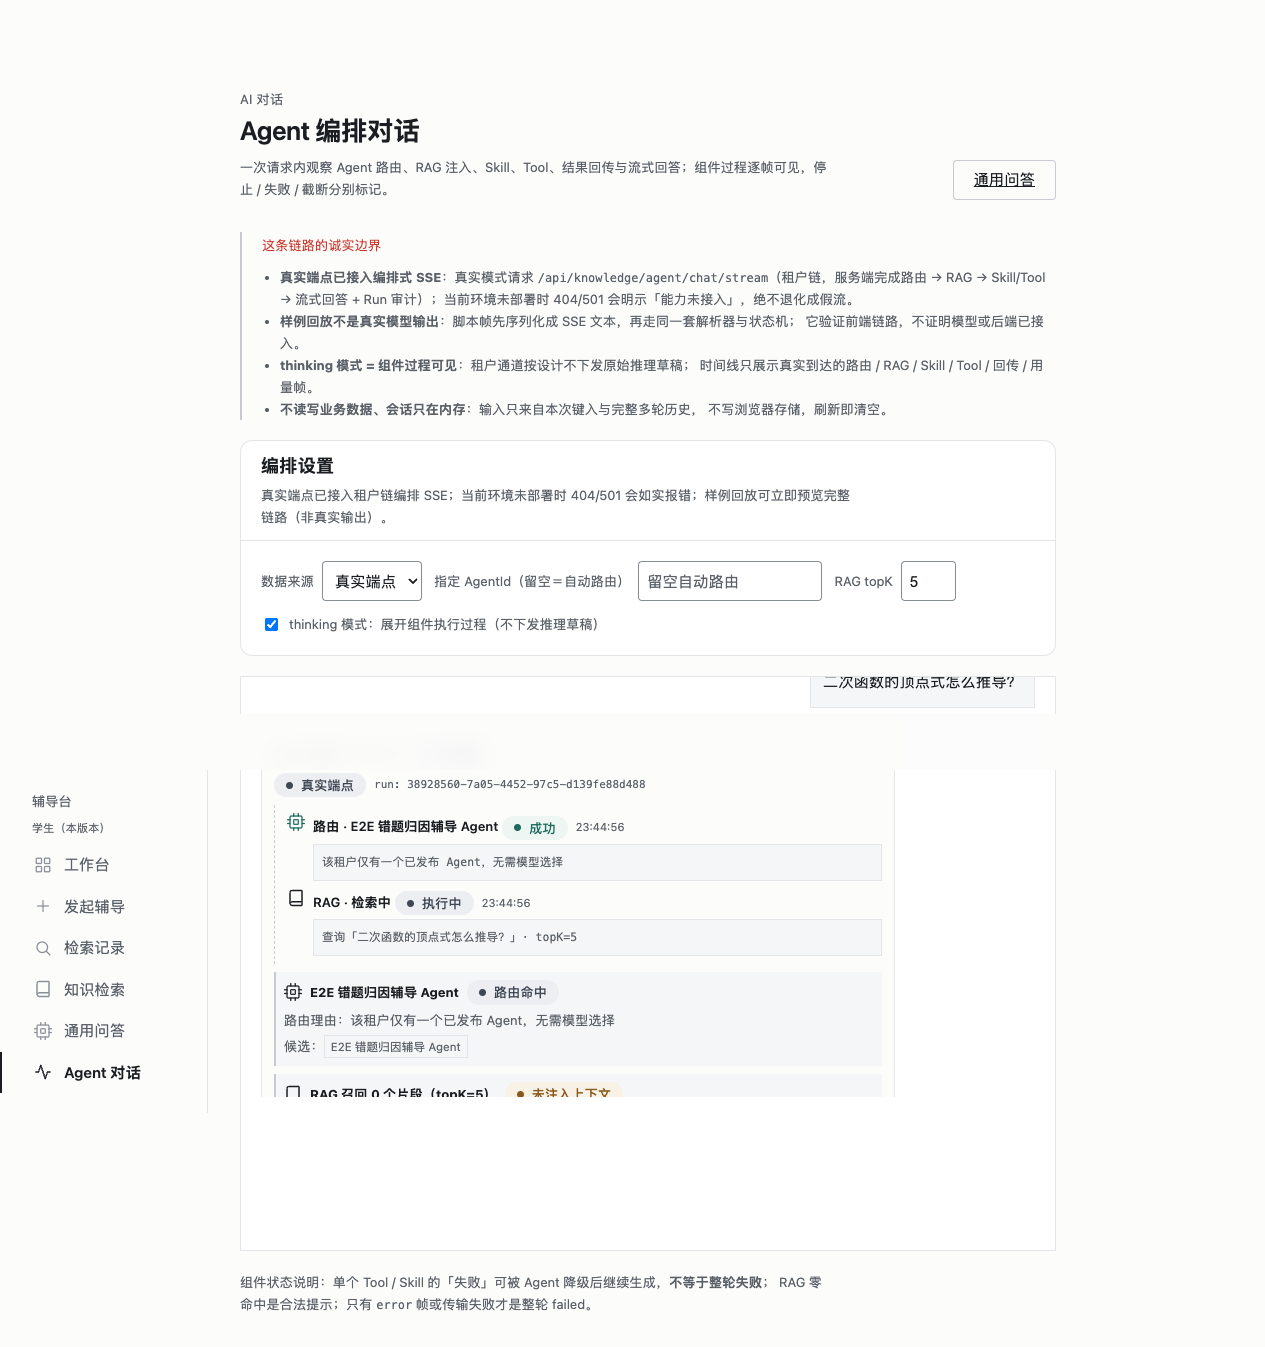 AI 对话
Agent 编排对话
一次请求内观察 Agent 路由、RAG 注入、Skill、Tool、结果回传与流式回答；组件过程逐帧可见，停
止 / 失败 / 截断分别标记。
通用问答
这条链路的诚实边界
真实端点已接入编排式 SSE：真实模式请求 /api/knowledge/agent/chat/stream（租户链，服务端完成路由 → RAG → Skill/Tool
→ 流式回答 + Run 审计）；当前环境未部署时 404/501 会明示「能力未接入」，绝不退化成假流。
样例回放不是真实模型输出：脚本帧先序列化成 SSE 文本，再走同一套解析器与状态机； 它验证前端链路，不证明模型或后端已接
入。
thinking 模式 = 组件过程可见：租户通道按设计不下发原始推理草稿； 时间线只展示真实到达的路由 / RAG / Skill / Tool / 回传 / 用
量帧。
不读写业务数据、会话只在内存：输入只来自本次键入与完整多轮历史， 不写浏览器存储，刷新即清空。
编排设置
真实端点已接入租户链编排 SSE；当前环境未部署时 404/501 会如实报错；样例回放可立即预览完整
链路（非真实输出）。
数据来源 真实端点 指定 AgentId（留空＝自动路由） 留空自动路由 RAG topK 5
thinking 模式：展开组件执行过程（不下发推理草稿）
二次函数的顶点式怎么推导？
真实端点 run: 38928560-7a05-4452-97c5-d139fe88d488
路由 · E2E 错题归因辅导 Agent 成功 23:44:56
该租户仅有一个已发布 Agent，无需模型选择
RAG · 检索中 执行中 23:44:56
查询「二次函数的顶点式怎么推导？」· topK=5
E2E 错题归因辅导 Agent 路由命中
路由理由：该租户仅有一个已发布 Agent，无需模型选择
候选： E2E 错题归因辅导 Agent
RAG 召回 0 个片段（topK=5） 未注入上下文
辅导台
学生（本版本）
工作台
发起辅导
检索记录
知识检索
通用问答
Agent 对话
组件状态说明：单个 Tool / Skill 的「失败」可被 Agent 降级后继续生成，不等于整轮失败； RAG 零
命中是合法提示；只有 error 帧或传输失败才是整轮 failed。